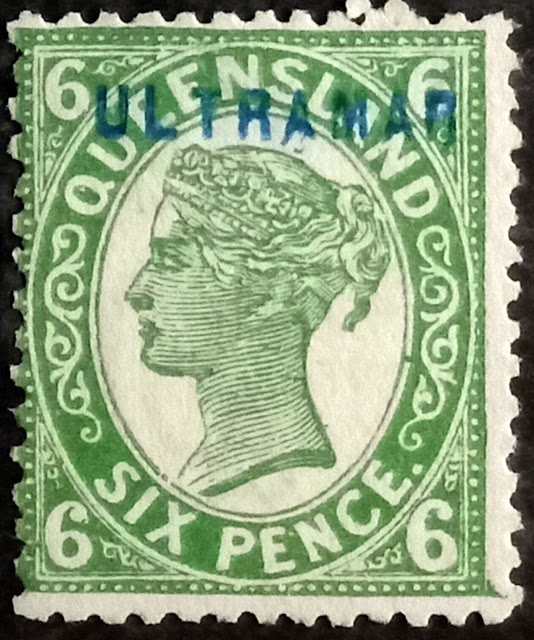 6 6
QUEENSLAND
ULTRAMAR
SIX PENCE.
6 6